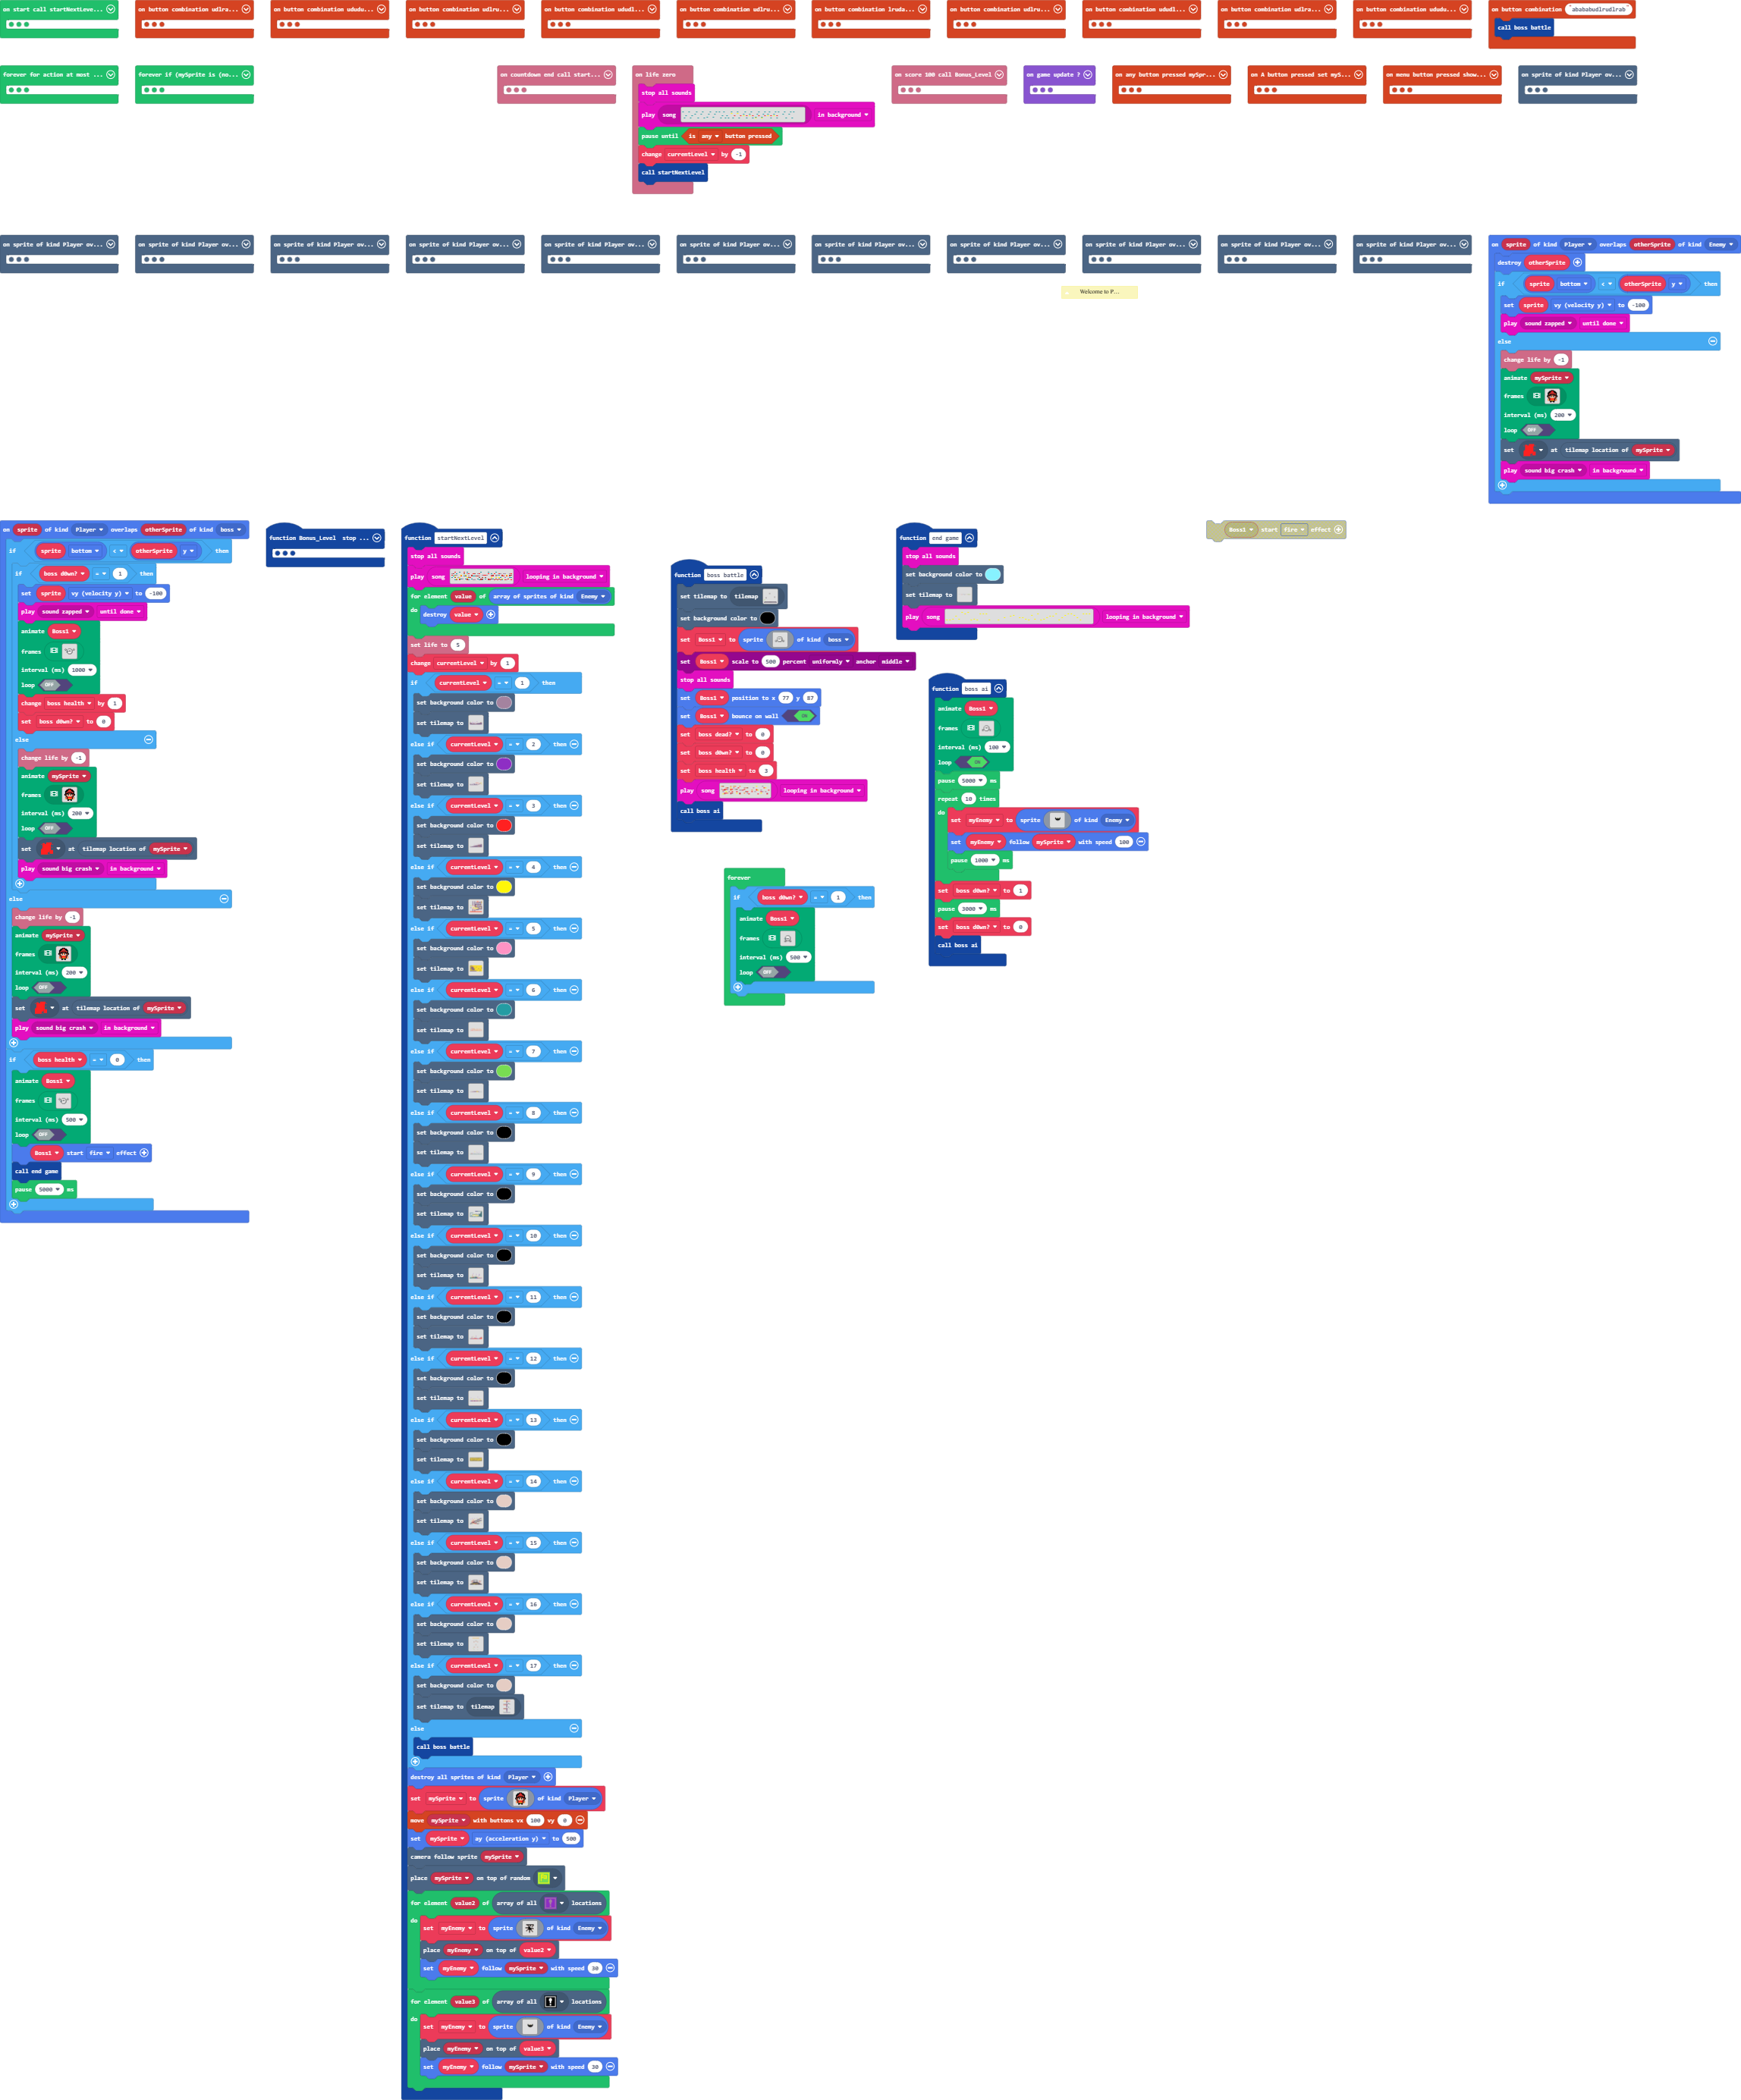 on start call startNextLeve...
on button combination udlra...
on button combination ududu...
on button combination udlru...
on button combination ududl...
on button combination udlru...
on button combination lruda...
on button combination udlru...
on button combination ududl...
on button combination udlra...
on button combination ududu...
on button combination "abababudlrudlrab"
call boss battle
forever for action at most ...
forever if (mySprite is (no...
on countdown end call start...
on life zero
stop all sounds
play song in background
pause until is any button pressed
change currentLevel by -1
call startNextLevel
on score 100 call Bonus_Level
on game update ?
on any button pressed mySpr...
on A button pressed set myS...
on menu button pressed show...
on sprite of kind Player ov...
on sprite of kind Player ov...
on sprite of kind Player ov...
on sprite of kind Player ov...
on sprite of kind Player ov...
on sprite of kind Player ov...
on sprite of kind Player ov...
on sprite of kind Player ov...
on sprite of kind Player ov...
on sprite of kind Player ov...
on sprite of kind Player ov...
on sprite of kind Player ov...
Welcome to P...
on sprite of kind Player overlaps otherSprite of kind Enemy
destroy otherSprite
if sprite bottom < otherSprite y then
set sprite vy (velocity y) to -100
play sound zapped until done
else
change life by -1
animate mySprite
frames
interval (ms) 200
loop OFF
set at tilemap location of mySprite
play sound big crash in background
on sprite of kind Player overlaps otherSprite of kind boss
if sprite bottom < otherSprite y then
if boss d0wn? = 1 then
set sprite vy (velocity y) to -100
play sound zapped until done
animate Boss1
frames
interval (ms) 1000
loop OFF
change boss health by 1
set boss d0wn? to 0
else
change life by -1
animate mySprite
frames
interval (ms) 200
loop OFF
set at tilemap location of mySprite
play sound big crash in background
else
change life by -1
animate mySprite
frames
interval (ms) 200
loop OFF
set at tilemap location of mySprite
play sound big crash in background
if boss health = 0 then
animate Boss1
frames
interval (ms) 500
loop OFF
Boss1 start fire effect
call end game
pause 5000 ms
function Bonus_Level stop ...
function startNextLevel
stop all sounds
play song looping in background
for element value of array of sprites of kind Enemy
do destroy value
set life to 5
change currentLevel by 1
if currentLevel = 1 then
set background color to
set tilemap to
else if currentLevel = 2 then
set background color to
set tilemap to
else if currentLevel = 3 then
set background color to
set tilemap to
else if currentLevel = 4 then
set background color to
set tilemap to
else if currentLevel = 5 then
set background color to
set tilemap to
else if currentLevel = 6 then
set background color to
set tilemap to
else if currentLevel = 7 then
set background color to
set tilemap to
else if currentLevel = 8 then
set background color to
set tilemap to
else if currentLevel = 9 then
set background color to
set tilemap to
else if currentLevel = 10 then
set background color to
set tilemap to
else if currentLevel = 11 then
set background color to
set tilemap to
else if currentLevel = 12 then
set background color to
set tilemap to
else if currentLevel = 13 then
set background color to
set tilemap to
else if currentLevel = 14 then
set background color to
set tilemap to
else if currentLevel = 15 then
set background color to
set tilemap to
else if currentLevel = 16 then
set background color to
set tilemap to
else if currentLevel = 17 then
set background color to
set tilemap to tilemap
else
call boss battle
destroy all sprites of kind Player
set mySprite to sprite of kind Player
move mySprite with buttons vx 100 vy 0
set mySprite ay (acceleration y) to 500
camera follow sprite mySprite
place mySprite on top of random
for element value2 of array of all locations
do
set myEnemy to sprite of kind Enemy
place myEnemy on top of value2
set myEnemy follow mySprite with speed 30
for element value3 of array of all locations
do
set myEnemy to sprite of kind Enemy
place myEnemy on top of value3
set myEnemy follow mySprite with speed 30
function boss battle
set tilemap to tilemap
set background color to
set Boss1 to sprite of kind boss
set Boss1 scale to 500 percent uniformly anchor middle
stop all sounds
set Boss1 position to x 77 y 87
set Boss1 bounce on wall ON
set boss dead? to 0
set boss d0wn? to 0
set boss health to 3
play song looping in background
call boss ai
forever
if boss d0wn? = 1 then
animate Boss1
frames
interval (ms) 500
loop OFF
function end game
stop all sounds
set background color to
set tilemap to
play song looping in background
function boss ai
animate Boss1
frames
interval (ms) 100
loop ON
pause 5000 ms
repeat 10 times
do
set myEnemy to sprite of kind Enemy
set myEnemy follow mySprite with speed 100
pause 1000 ms
set boss d0wn? to 1
pause 3000 ms
set boss d0wn? to 0
call boss ai
Boss1 start fire effect